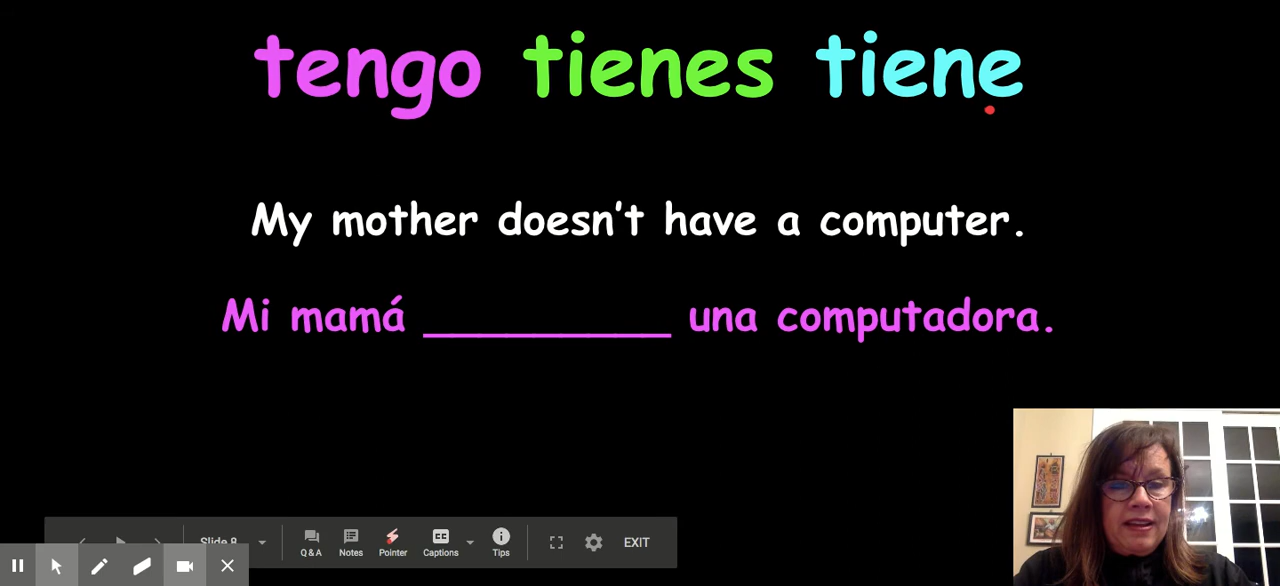 tengo tienes tiene
My mother doesn't have a computer.
Mi mamá __________ una computadora.
Slide 8
Q & A Notes Pointer Captions Tips EXIT